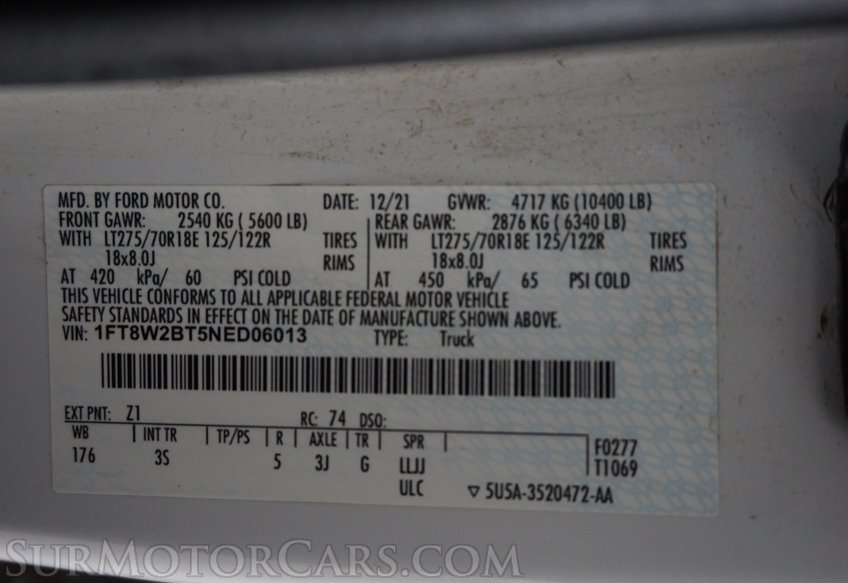 MFD. BY FORD MOTOR CO. DATE: 12/21 GVWR: 4717 KG (10400 LB)
FRONT GAWR: 2540 KG ( 5600 LB) REAR GAWR: 2876 KG ( 6340 LB)
WITH LT275/70R18E 125/122R TIRES WITH LT275/70R18E 125/122R TIRES
18x8.0J RIMS 18x8.0J RIMS
AT 420 kPa/ 60 PSI COLD AT 450 kPa/ 65 PSI COLD
THIS VEHICLE CONFORMS TO ALL APPLICABLE FEDERAL MOTOR VEHICLE
SAFETY STANDARDS IN EFFECT ON THE DATE OF MANUFACTURE SHOWN ABOVE.
VIN: 1FT8W2BT5NED06013 TYPE: Truck
EXT PNT: Z1 RC: 74 DSO:
WB INT TR TP/PS R AXLE TR SPR F0277
176 3S 5 3J G LLJJ T1069
ULC 5U5A-3520472-AA
SURMOTORCARS.COM